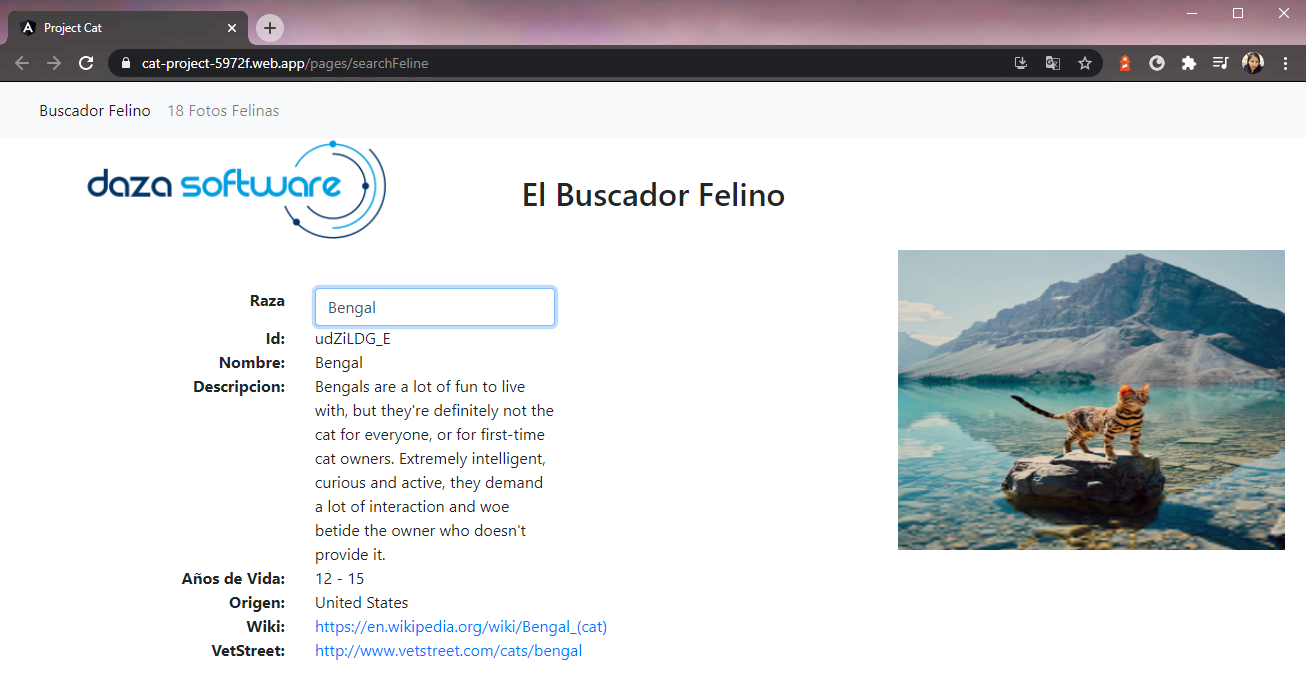 Project Cat
cat-project-5972f.web.app/pages/searchFeline
Buscador Felino 18 Fotos Felinas
daza software
El Buscador Felino
Raza Bengal
Id: udZiLDG_E
Nombre: Bengal
Descripcion: Bengals are a lot of fun to live
with, but they're definitely not the
cat for everyone, or for first-time
cat owners. Extremely intelligent,
curious and active, they demand
a lot of interaction and woe
betide the owner who doesn't
provide it.
Años de Vida: 12 - 15
Origen: United States
Wiki: https://en.wikipedia.org/wiki/Bengal_(cat)
VetStreet: http://www.vetstreet.com/cats/bengal